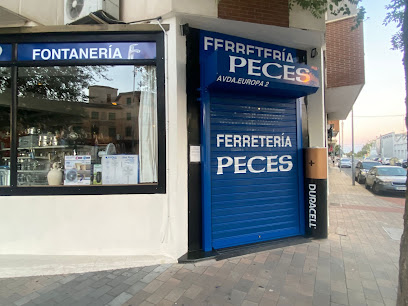 FONTANERÍA
FERRETERÍA
PECES
AVDA.EUROPA 2
FERRETERÍA
PECES
DURACELL